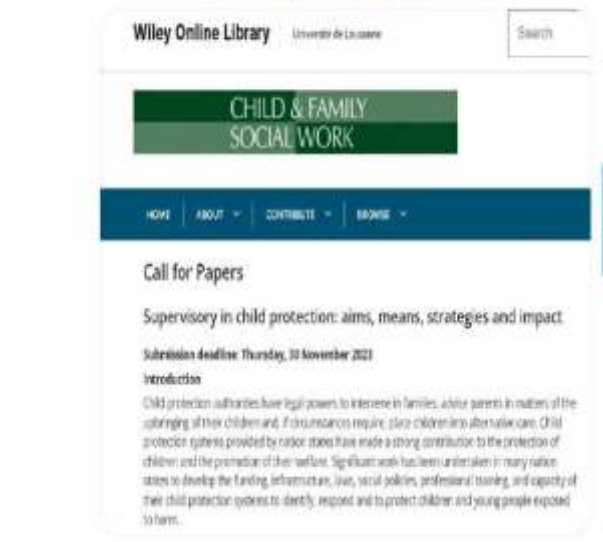 Wiley Online Library Université de Lausanne Search
CHILD & FAMILY
SOCIAL WORK
HOME ABOUT CONTRIBUTE BROWSE
Call for Papers
Supervisory in child protection: aims, means, strategies and impact
Submission deadline: Thursday, 30 November 2023
Introduction
Child protection authorities have legal powers to intervene in families, advise parents in matters of the
upbringing of their children and, if circumstances require, place children into alternative care. Child
protection systems provided by nation states have made a strong contribution to the protection of
children and the promotion of their welfare. Significant work has been undertaken in many nation
states to develop the funding, infrastructure, laws, social policies, professional training, and capacity of
their child protection systems to identify, respond and to protect children and young people exposed
to harm.